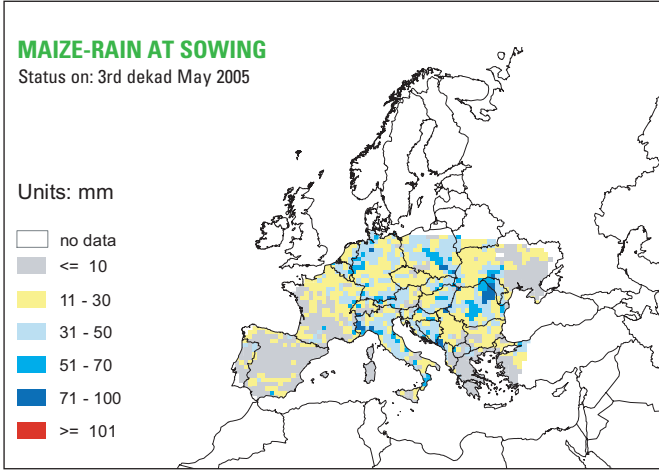 MAIZE-RAIN AT SOWING
Status on: 3rd dekad May 2005
Units: mm
no data
<= 10
11 - 30
31 - 50
51 - 70
71 - 100
>= 101